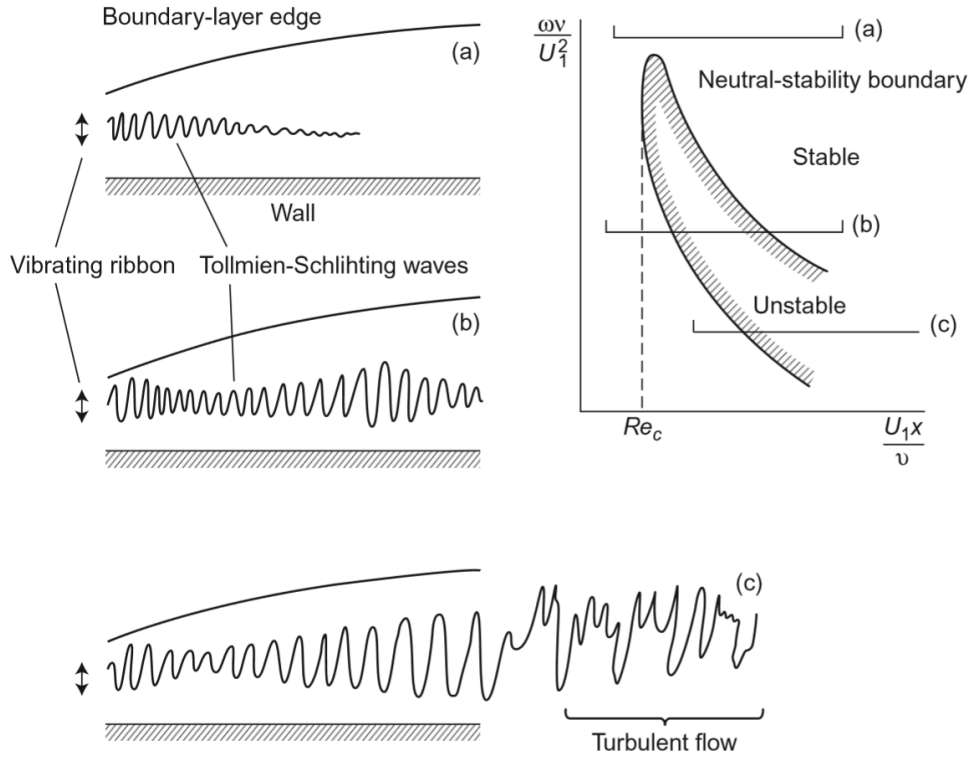 Boundary-layer edge
(a)
Wall
Vibrating ribbon
Tollmien-Schlihting waves
(b)
(c)
Turbulent flow
ων
U₁²
(a)
Neutral-stability boundary
Stable
(b)
Unstable
(c)
Re_c
U₁x
υ